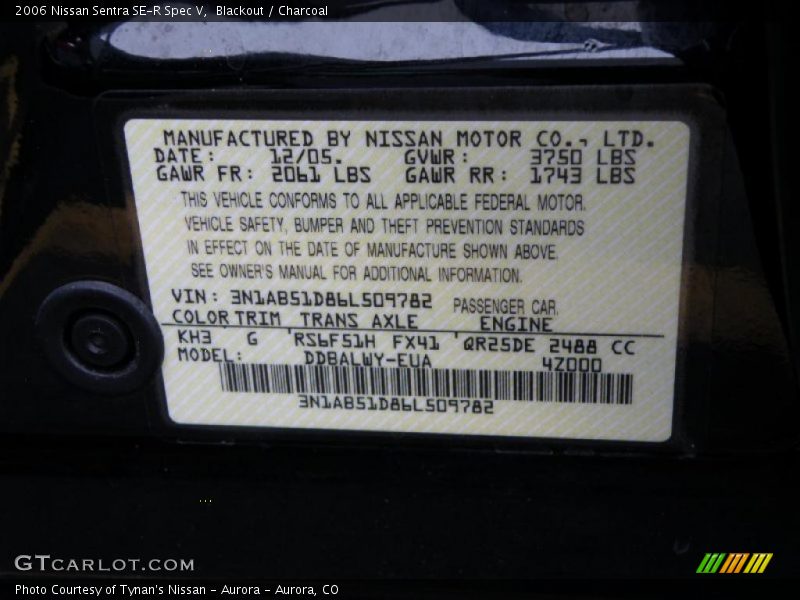 2006 Nissan Sentra SE-R Spec V, Blackout / Charcoal
MANUFACTURED BY NISSAN MOTOR CO., LTD.
DATE: 12/05. GVWR: 3750 LBS
GAWR FR: 2061 LBS GAWR RR: 1743 LBS
THIS VEHICLE CONFORMS TO ALL APPLICABLE FEDERAL MOTOR
VEHICLE SAFETY, BUMPER AND THEFT PREVENTION STANDARDS
IN EFFECT ON THE DATE OF MANUFACTURE SHOWN ABOVE.
SEE OWNER'S MANUAL FOR ADDITIONAL INFORMATION.
VIN: 3N1AB51D86L509782 PASSENGER CAR.
COLOR,TRIM TRANS AXLE ENGINE
KH3 G 'RS6F51H FX41 'QR25DE 2488 CC
MODEL: DDBALWY-EUA 4Z000
3N1AB51D86L509782
GTCARLOT.COM
Photo Courtesy of Tynan's Nissan - Aurora - Aurora, CO